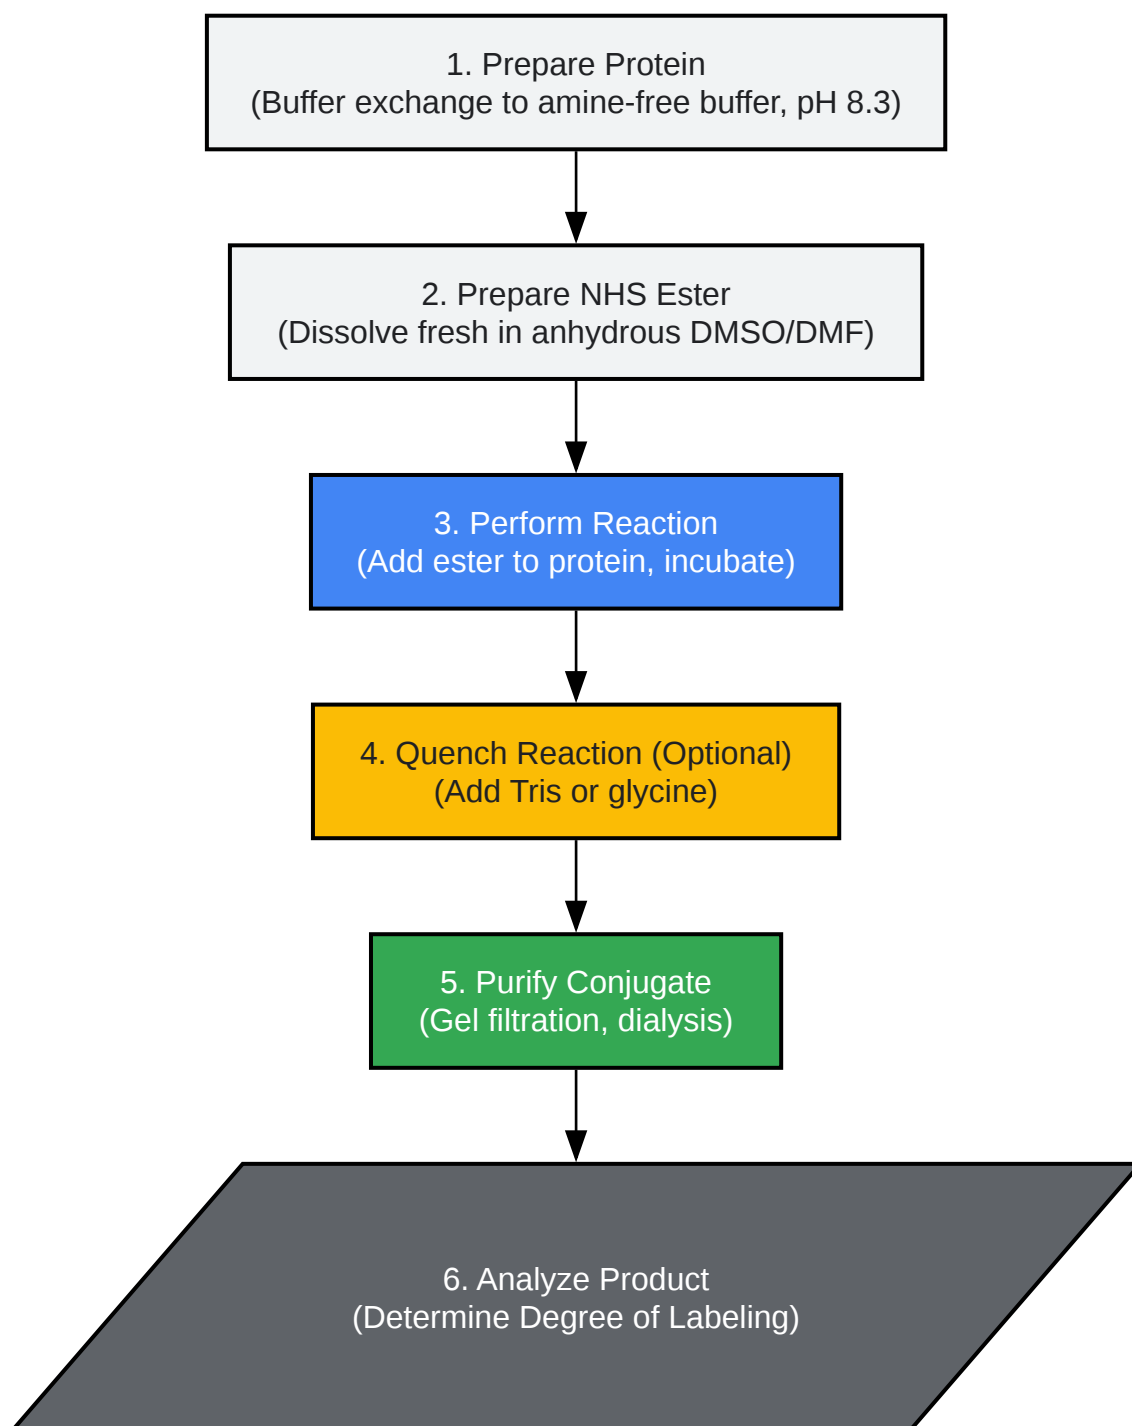 1. Prepare Protein
(Buffer exchange to amine-free buffer, pH 8.3)
2. Prepare NHS Ester
(Dissolve fresh in anhydrous DMSO/DMF)
3. Perform Reaction
(Add ester to protein, incubate)
4. Quench Reaction (Optional)
(Add Tris or glycine)
5. Purify Conjugate
(Gel filtration, dialysis)
6. Analyze Product
(Determine Degree of Labeling)